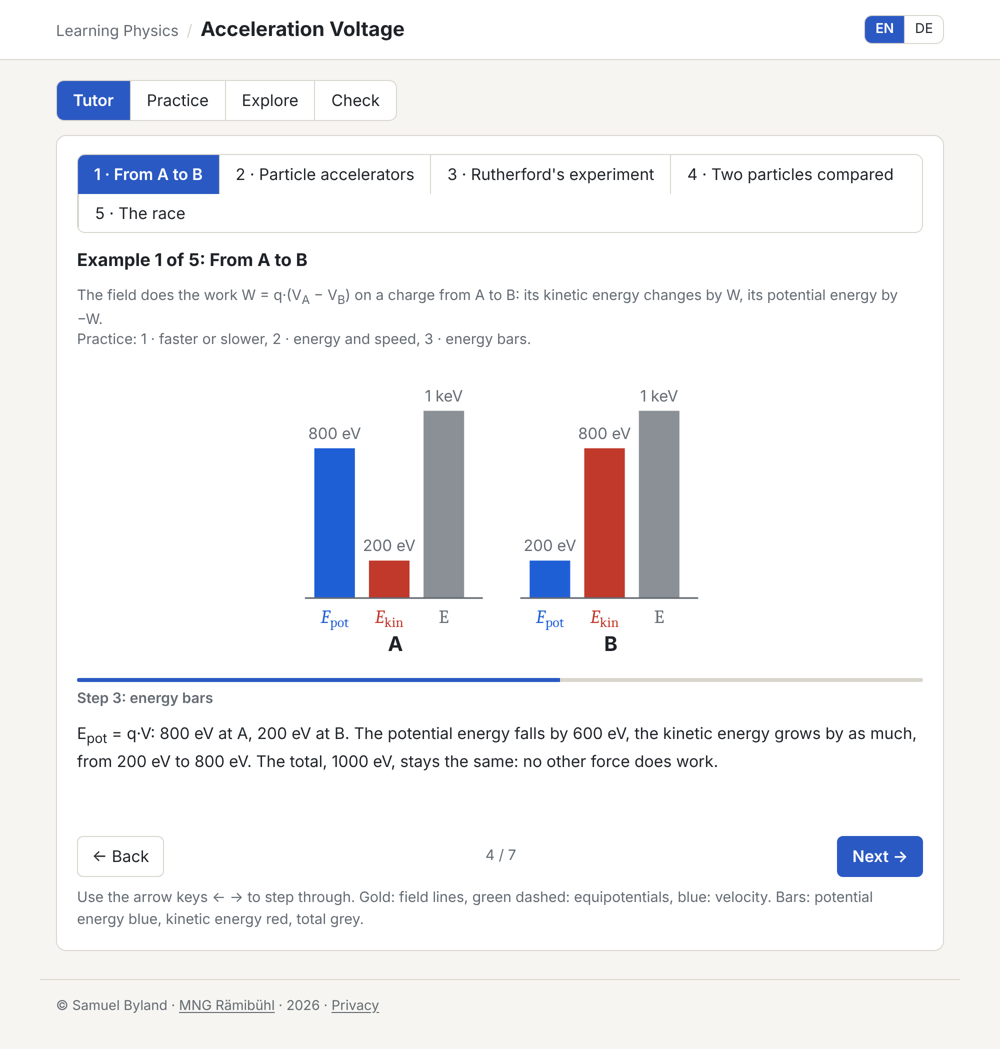 Learning Physics / Acceleration Voltage
EN DE
Tutor Practice Explore Check
1 · From A to B 2 · Particle accelerators 3 · Rutherford's experiment 4 · Two particles compared
5 · The race
Example 1 of 5: From A to B
The field does the work W = q·(V_A − V_B) on a charge from A to B: its kinetic energy changes by W, its potential energy by
−W.
Practice: 1 · faster or slower, 2 · energy and speed, 3 · energy bars.
1 keV 1 keV
800 eV 800 eV
200 eV 200 eV
E_pot E_kin E E_pot E_kin E
A B
Step 3: energy bars
E_pot = q·V: 800 eV at A, 200 eV at B. The potential energy falls by 600 eV, the kinetic energy grows by as much,
from 200 eV to 800 eV. The total, 1000 eV, stays the same: no other force does work.
← Back 4 / 7 Next →
Use the arrow keys ← → to step through. Gold: field lines, green dashed: equipotentials, blue: velocity. Bars: potential
energy blue, kinetic energy red, total grey.
© Samuel Byland · MNG Rämibühl · 2026 · Privacy